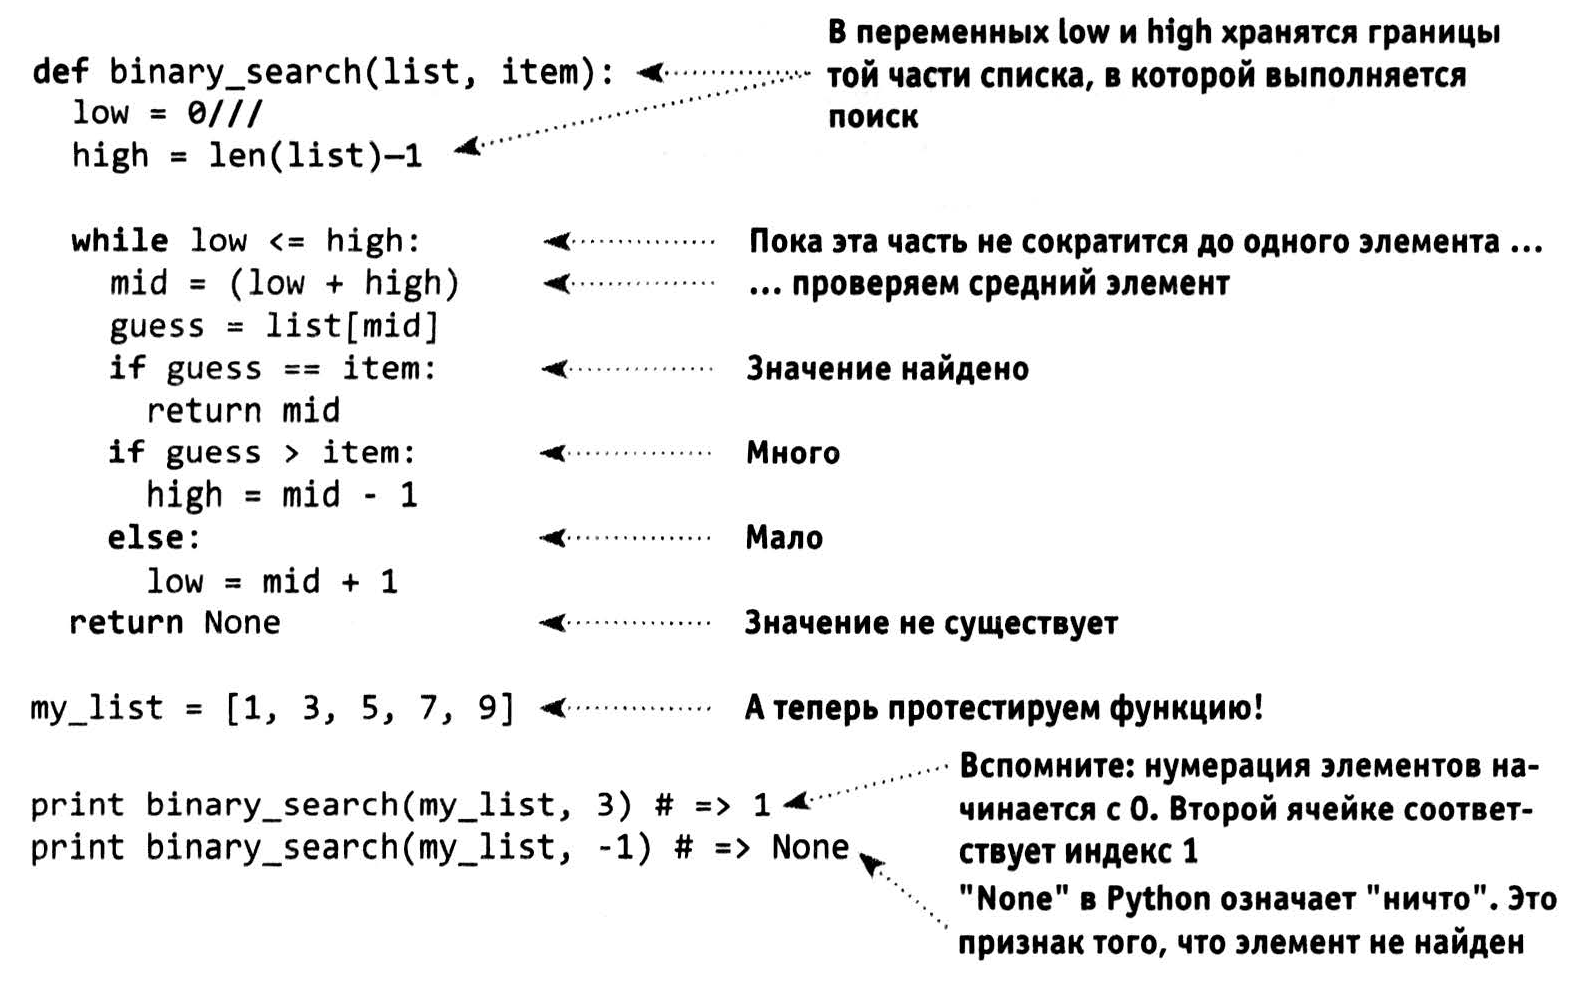 В переменных low и high хранятся границы
той части списка, в которой выполняется
поиск
def binary_search(list, item):
low = 0///
high = len(list)—1
while low <= high:
Пока эта часть не сократится до одного элемента ...
mid = (low + high)
... проверяем средний элемент
guess = list[mid]
if guess == item:
Значение найдено
return mid
if guess > item:
Много
high = mid - 1
else:
Мало
low = mid + 1
return None
Значение не существует
my_list = [1, 3, 5, 7, 9]
А теперь протестируем функцию!
print binary_search(my_list, 3) # => 1
print binary_search(my_list, -1) # => None
Вспомните: нумерация элементов на-
чинается с 0. Второй ячейке соответ-
ствует индекс 1
"None" в Python означает "ничто". Это
признак того, что элемент не найден